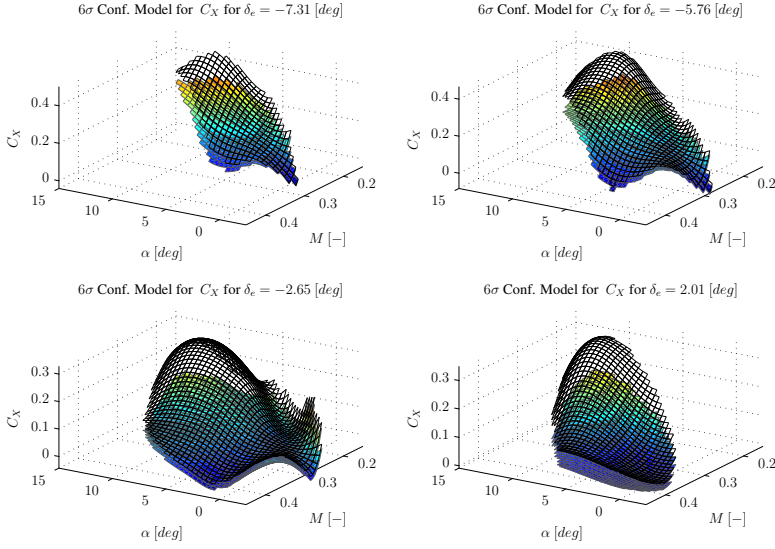 6σ Conf. Model for C_X for δ_e = −7.31 [deg]
0.4
0.2
0
C_X
15
10
5
0
α [deg]
0.4
0.3
0.2
M [−]
6σ Conf. Model for C_X for δ_e = −5.76 [deg]
0.4
0.2
0
C_X
15
10
5
0
α [deg]
0.4
0.3
0.2
M [−]
6σ Conf. Model for C_X for δ_e = −2.65 [deg]
0.3
0.2
0.1
0
C_X
15
10
5
0
α [deg]
0.4
0.3
0.2
M [−]
6σ Conf. Model for C_X for δ_e = 2.01 [deg]
0.3
0.2
0.1
0
C_X
15
10
5
0
α [deg]
0.4
0.3
0.2
M [−]